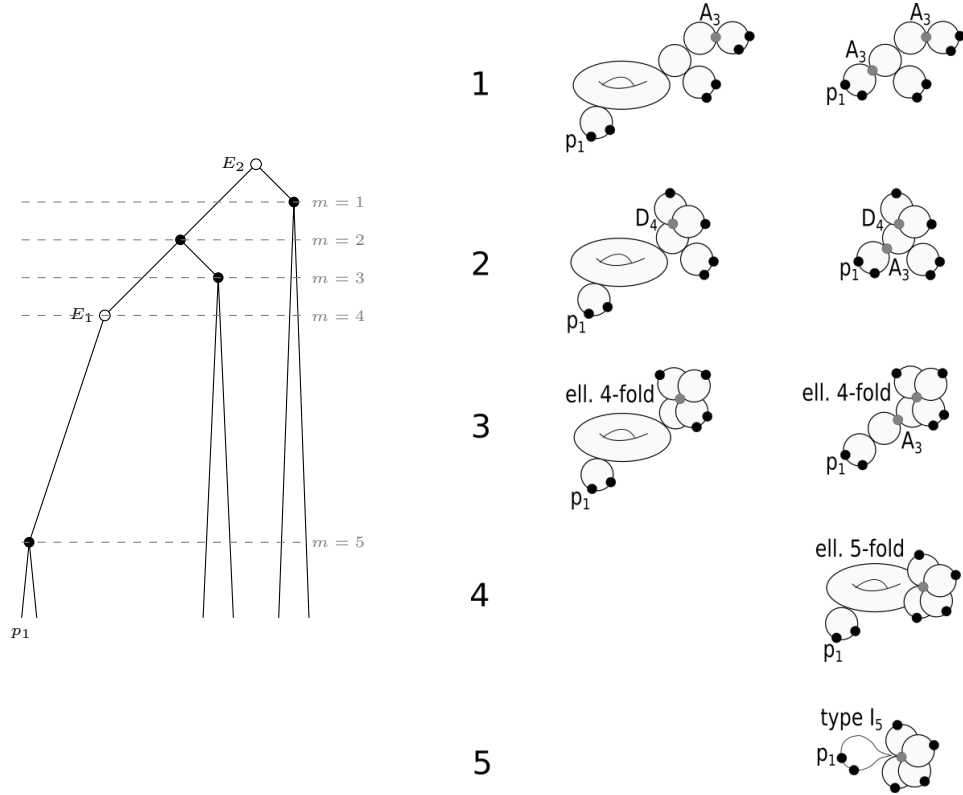 E₂
m = 1
m = 2
m = 3
E₁
m = 4
m = 5
p₁
1
A₃
p₁
A₃
A₃
p₁
2
D₄
p₁
D₄
A₃
p₁
3
ell. 4-fold
p₁
ell. 4-fold
A₃
p₁
4
ell. 5-fold
p₁
5
type I₅
p₁